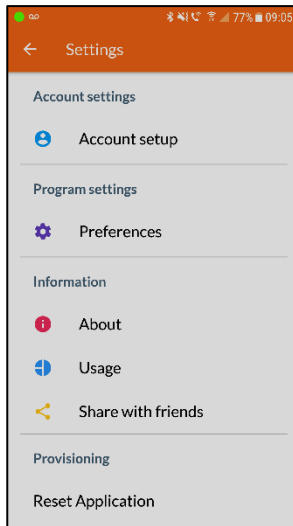 77% 09:05
Settings
Account settings
Account setup
Program settings
Preferences
Information
About
Usage
Share with friends
Provisioning
Reset Application